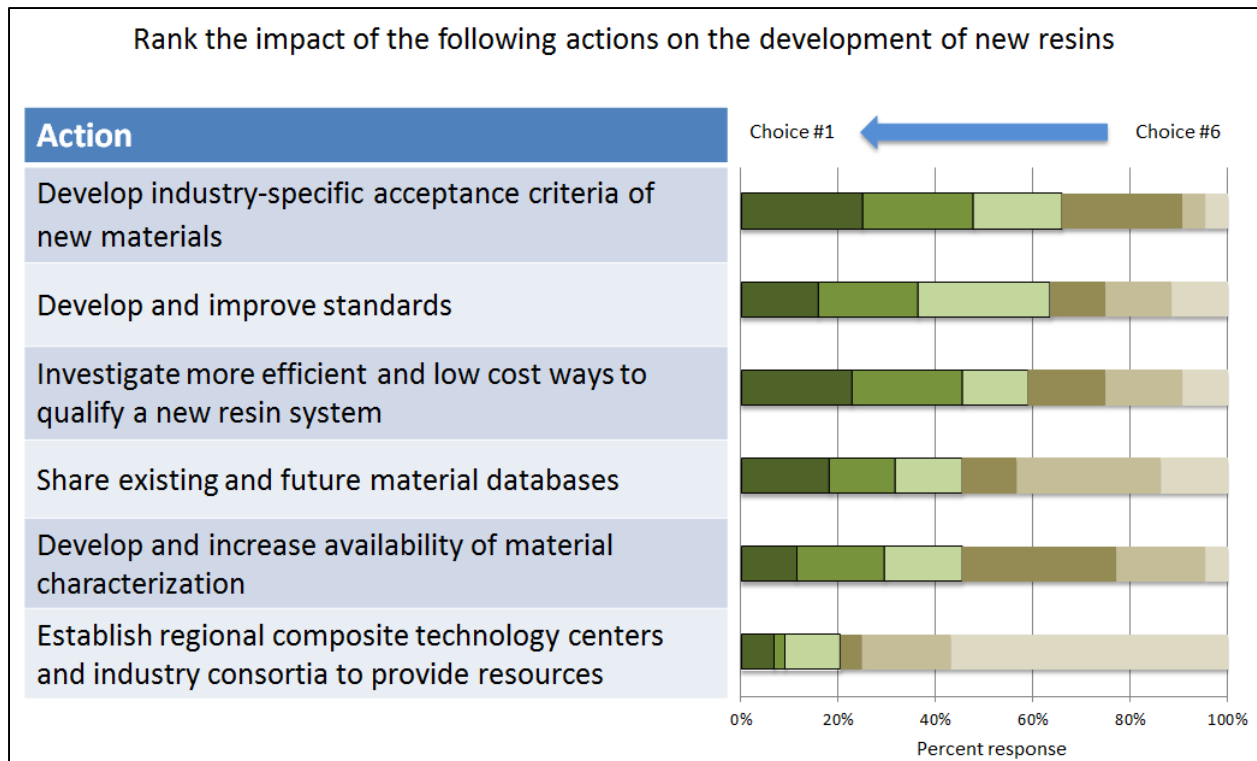 Rank the impact of the following actions on the development of new resins
Action
Choice #1
Choice #6
Develop industry-specific acceptance criteria of
new materials
Develop and improve standards
Investigate more efficient and low cost ways to
qualify a new resin system
Share existing and future material databases
Develop and increase availability of material
characterization
Establish regional composite technology centers
and industry consortia to provide resources
0%
20%
40%
60%
80%
100%
Percent response